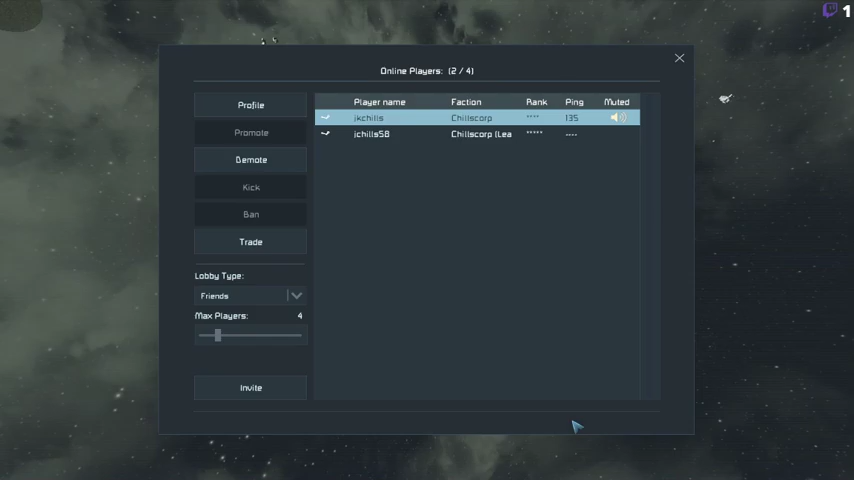 1
Online Players: (2 / 4)
Profile
Promote
Demote
Kick
Ban
Trade
Lobby Type:
Friends
Max Players: 4
Invite
Player name Faction Rank Ping Muted
jkchills Chillscorp **** 135
jchills58 Chillscorp (Lea ***** ----